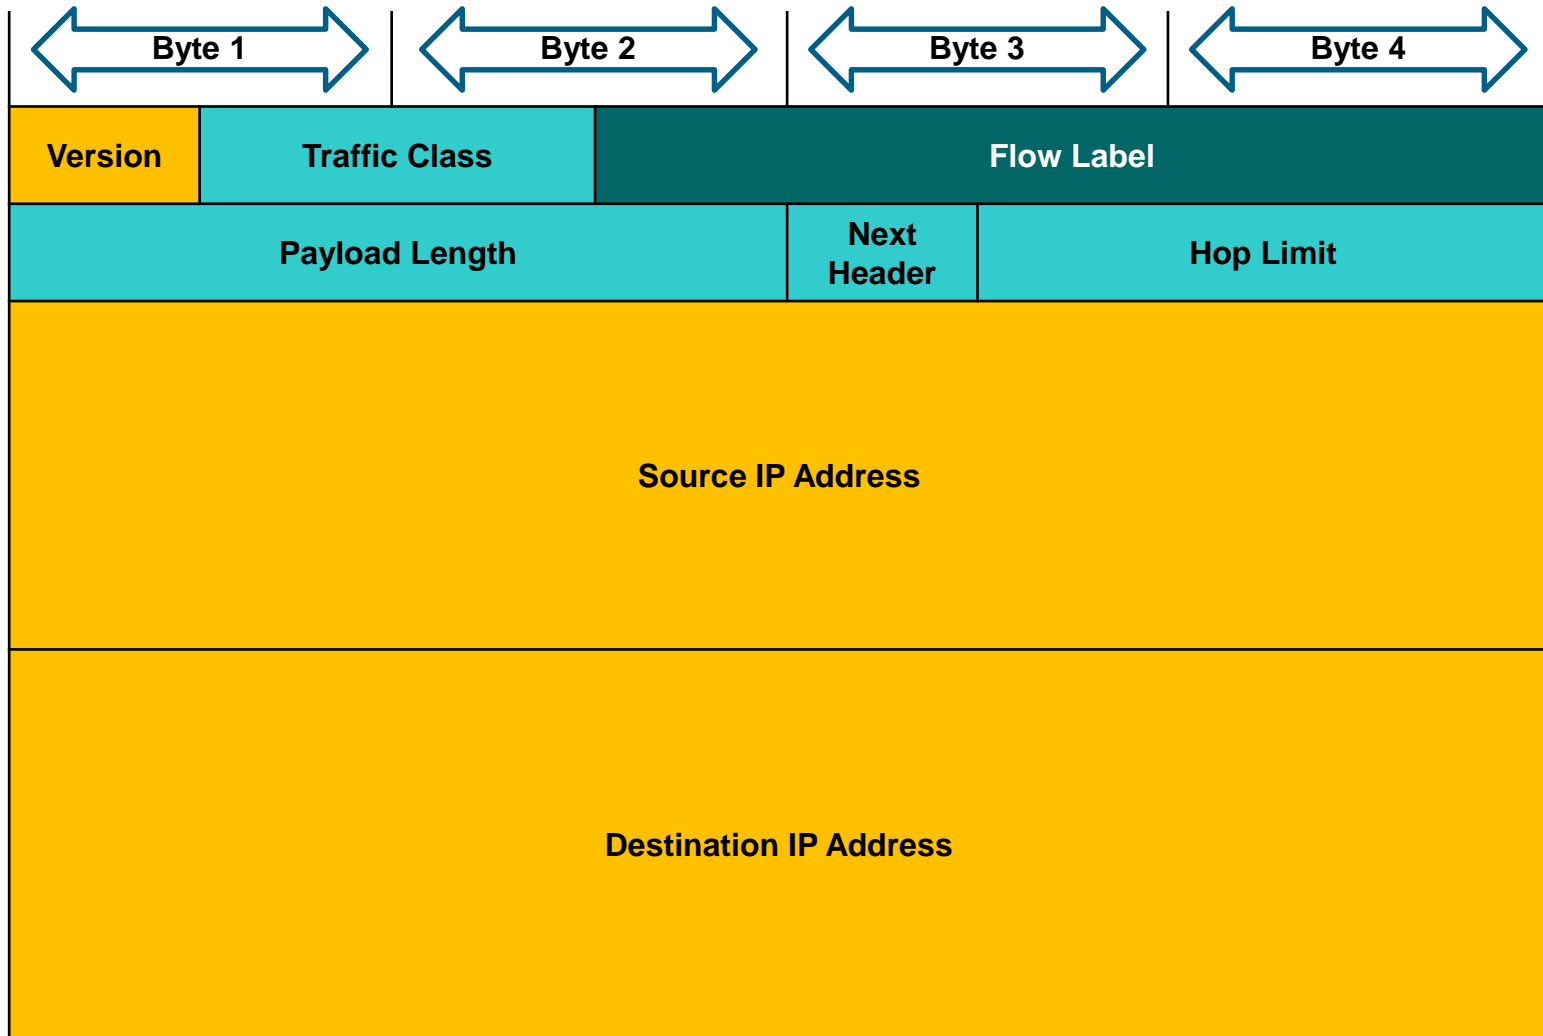 Byte 1
Byte 2
Byte 3
Byte 4
Version
Traffic Class
Flow Label
Payload Length
Next
Header
Hop Limit
Source IP Address
Destination IP Address